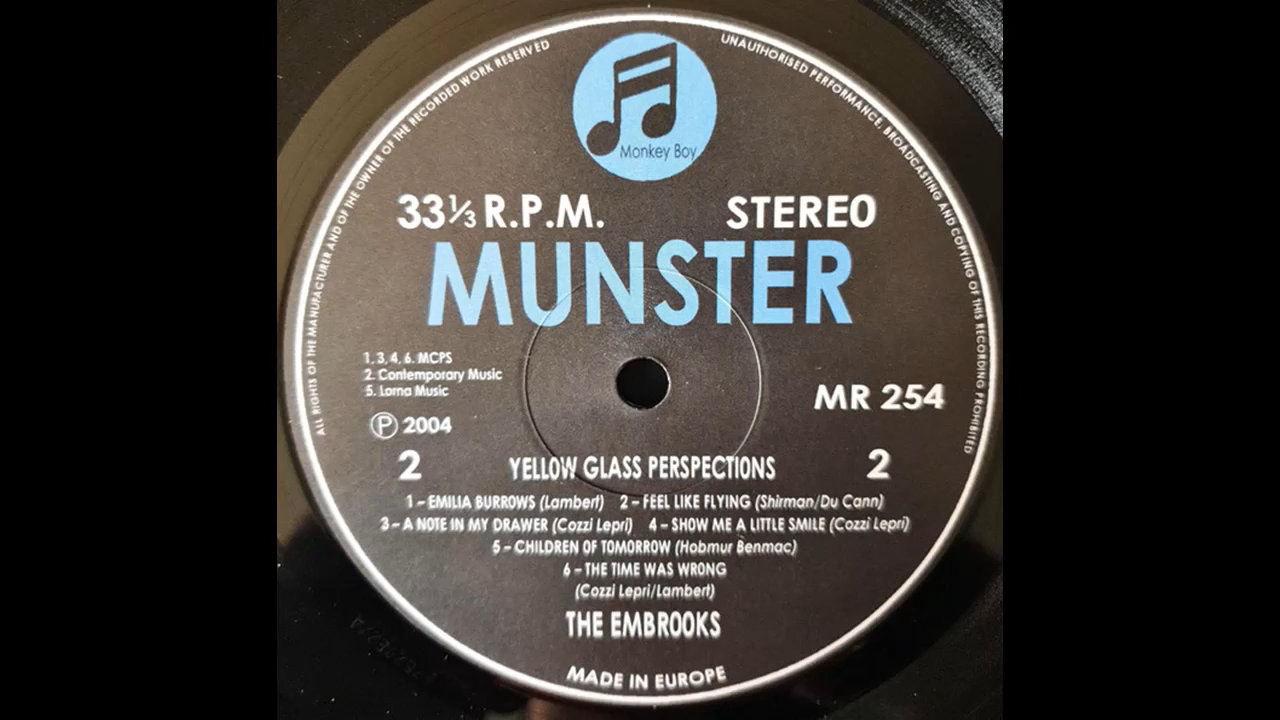 ALL RIGHTS OF THE MANUFACTURER AND OF THE OWNER OF THE RECORDED WORK RESERVED
UNAUTHORISED PERFORMANCE, BROADCASTING AND COPYING OF THIS RECORDING PROHIBITED
Monkey Boy
33⅓ R.P.M. STEREO
MUNSTER
1, 3, 4, 6. MCPS
2. Contemporary Music
5. Lorna Music
MR 254
℗ 2004
2 YELLOW GLASS PERSPECTIONS 2
1 – EMILIA BURROWS (Lambert) 2 – FEEL LIKE FLYING (Shirman/Du Cann)
3 – A NOTE IN MY DRAWER (Cozzi Lepri) 4 – SHOW ME A LITTLE SMILE (Cozzi Lepri)
5 – CHILDREN OF TOMORROW (Hobmur Benmac)
6 – THE TIME WAS WRONG
(Cozzi Lepri/Lambert)
THE EMBROOKS
MADE IN EUROPE